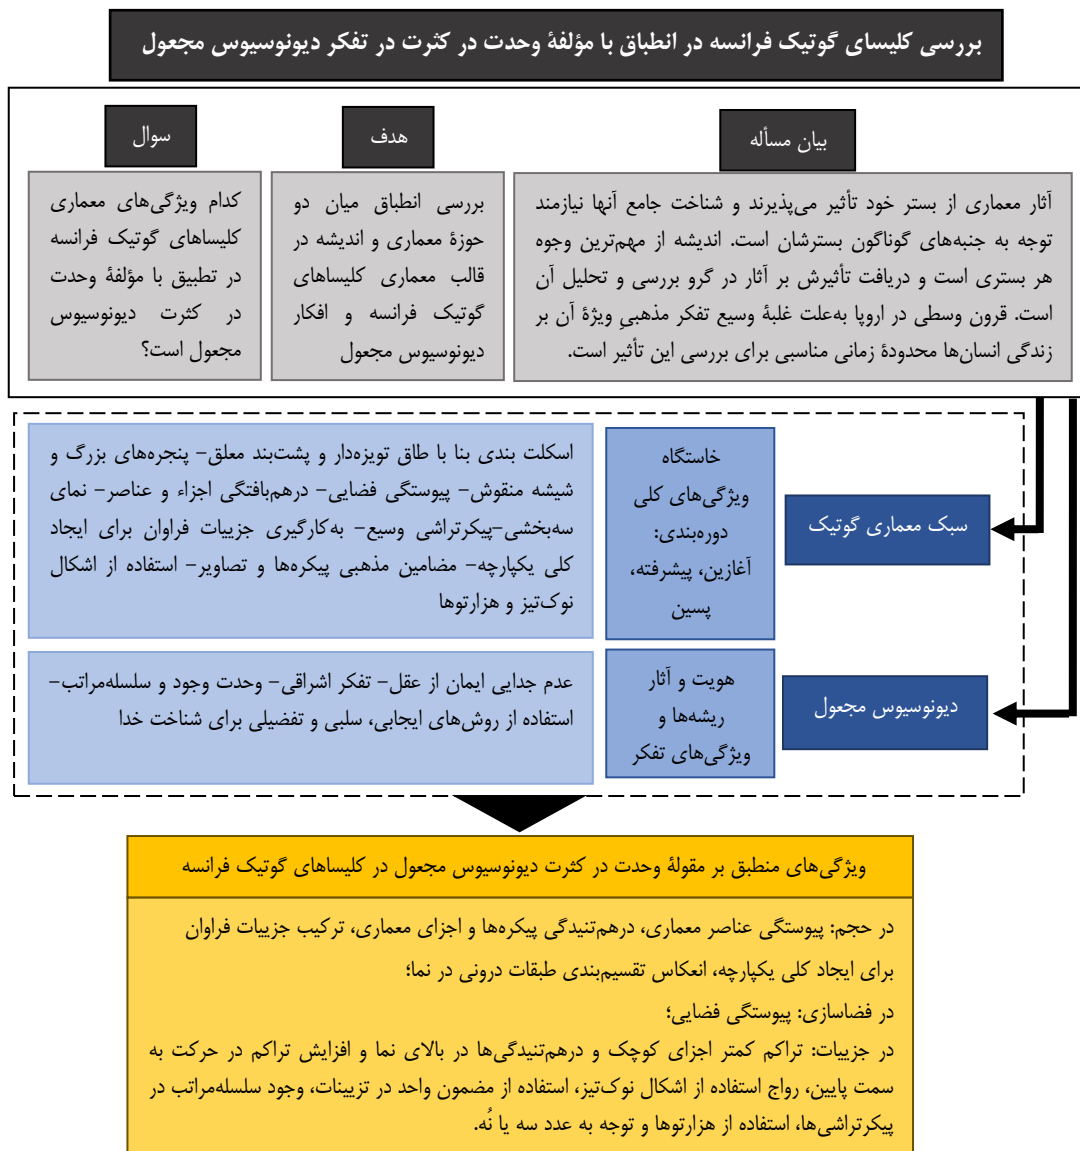 بررسی کلیسای گوتیک فرانسه در انطباق با مؤلفهٔ وحدت در کثرت در تفکر دیونوسیوس مجعول
بیان مسأله
آثار معماری از بستر خود تأثیر می‌پذیرند و شناخت جامع آنها نیازمند
توجه به جنبه‌های گوناگون بسترشان است. اندیشه از مهم‌ترین وجوه
هر بستری است و دریافت تأثیرش بر آثار در گرو بررسی و تحلیل آن
است. قرون وسطی در اروپا به‌علت غلبهٔ وسیع تفکر مذهبیِ ویژهٔ آن بر
زندگی انسان‌ها محدودهٔ زمانی مناسبی برای بررسی این تأثیر است.
هدف
بررسی انطباق میان دو
حوزهٔ معماری و اندیشه در
قالب معماری کلیساهای
گوتیک فرانسه و افکار
دیونوسیوس مجعول
سوال
کدام ویژگی‌های معماری
کلیساهای گوتیک فرانسه
در تطبیق با مؤلفهٔ وحدت
در کثرت دیونوسیوس
مجعول است؟
سبک معماری گوتیک
خاستگاه
ویژگی‌های کلی
دوره‌بندی:
آغازین، پیشرفته،
پسین
اسکلت بندی بنا با طاق تویزه‌دار و پشت‌بند معلق– پنجره‌های بزرگ و
شیشه منقوش– پیوستگی فضایی– درهم‌بافتگی اجزاء و عناصر– نمای
سه‌بخشی–پیکرتراشی وسیع– به‌کارگیری جزییات فراوان برای ایجاد
کلی یکپارچه– مضامین مذهبی پیکره‌ها و تصاویر– استفاده از اشکال
نوک‌تیز و هزارتوها
دیونوسیوس مجعول
هویت و آثار
ریشه‌ها و
ویژگی‌های تفکر
عدم جدایی ایمان از عقل– تفکر اشراقی– وحدت وجود و سلسله‌مراتب–
استفاده از روش‌های ایجابی، سلبی و تفضیلی برای شناخت خدا
ویژگی‌های منطبق بر مقولهٔ وحدت در کثرت دیونوسیوس مجعول در کلیساهای گوتیک فرانسه
در حجم: پیوستگی عناصر معماری، درهم‌تنیدگی پیکره‌ها و اجزای معماری، ترکیب جزییات فراوان
برای ایجاد کلی یکپارچه، انعکاس تقسیم‌بندی طبقات درونی در نما؛
در فضاسازی: پیوستگی فضایی؛
در جزییات: تراکم کمتر اجزای کوچک و درهم‌تنیدگی‌ها در بالای نما و افزایش تراکم در حرکت به
سمت پایین، رواج استفاده از اشکال نوک‌تیز، استفاده از مضمون واحد در تزیینات، وجود سلسله‌مراتب در
پیکرتراشی‌ها، استفاده از هزارتوها و توجه به عدد سه یا نُه.